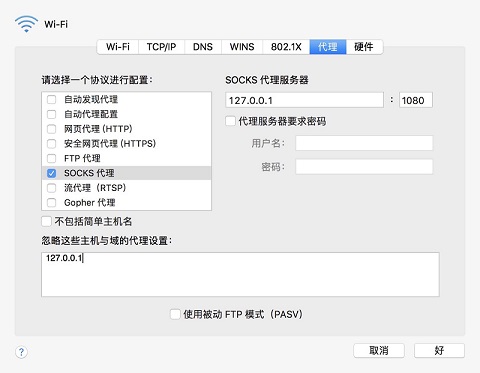 Wi-Fi
Wi-Fi TCP/IP DNS WINS 802.1X 代理 硬件
请选择一个协议进行配置:
自动发现代理
自动代理配置
网页代理 (HTTP)
安全网页代理 (HTTPS)
FTP 代理
SOCKS 代理
流代理（RTSP）
Gopher 代理
不包括简单主机名
SOCKS 代理服务器
127.0.0.1 : 1080
代理服务器要求密码
用户名:
密码:
忽略这些主机与域的代理设置:
127.0.0.1
使用被动 FTP 模式（PASV）
? 取消 好